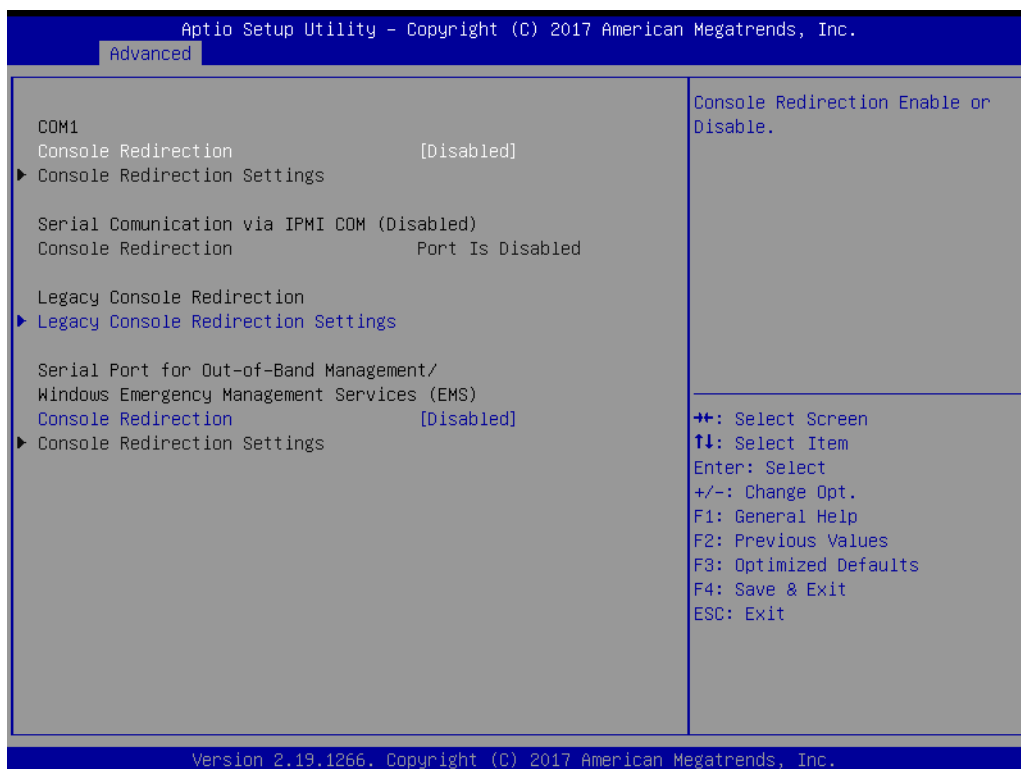 Aptio Setup Utility – Copyright (C) 2017 American Megatrends, Inc.
Advanced
COM1
Console Redirection [Disabled]
Console Redirection Settings
Serial Comunication via IPMI COM (Disabled)
Console Redirection Port Is Disabled
Legacy Console Redirection
Legacy Console Redirection Settings
Serial Port for Out-of-Band Management/
Windows Emergency Management Services (EMS)
Console Redirection [Disabled]
Console Redirection Settings
Console Redirection Enable or
Disable.
→←: Select Screen
↑↓: Select Item
Enter: Select
+/-: Change Opt.
F1: General Help
F2: Previous Values
F3: Optimized Defaults
F4: Save & Exit
ESC: Exit
Version 2.19.1266. Copyright (C) 2017 American Megatrends, Inc.